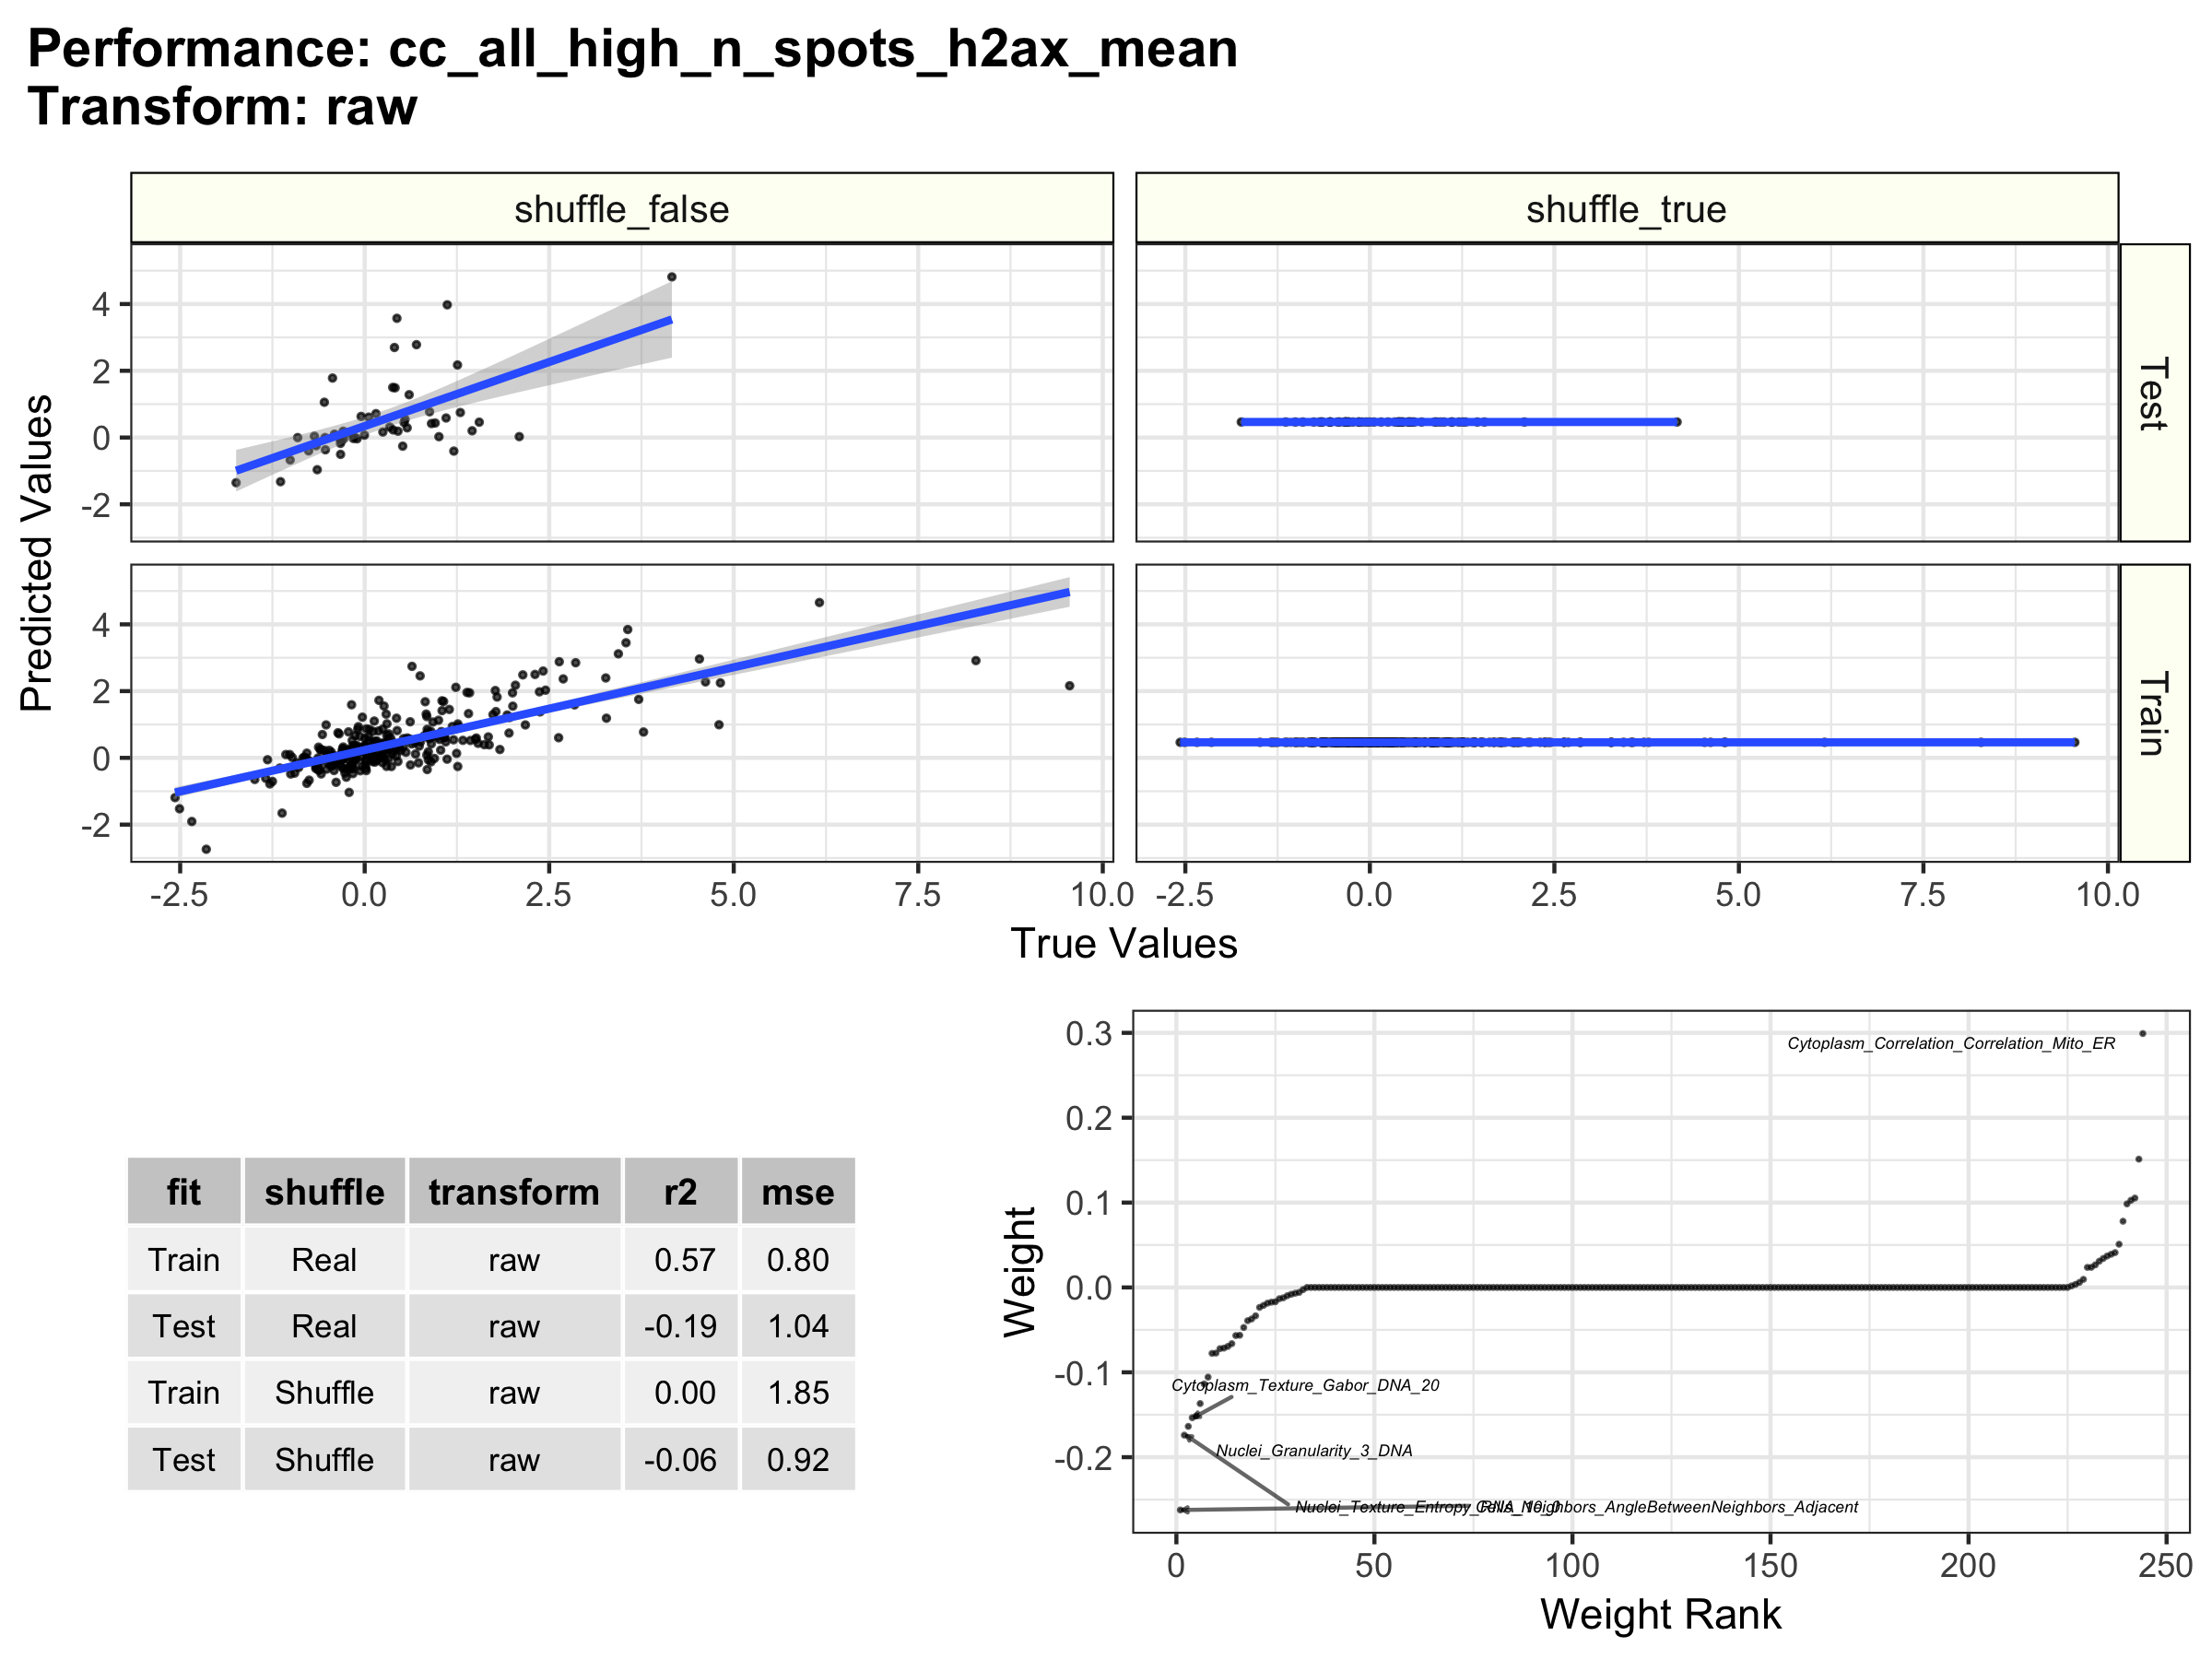 Performance: cc_all_high_n_spots_h2ax_mean
Transform: raw
shuffle_false
shuffle_true
Predicted Values
4
2
0
-2
Test
4
2
0
-2
Train
-2.5
0.0
2.5
5.0
7.5
10.0
-2.5
0.0
2.5
5.0
7.5
10.0
True Values
fit shuffle transform r2 mse
Train Real raw 0.57 0.80
Test Real raw -0.19 1.04
Train Shuffle raw 0.00 1.85
Test Shuffle raw -0.06 0.92
Weight
0.3
0.2
0.1
0.0
-0.1
-0.2
Cytoplasm_Correlation_Correlation_Mito_ER
Cytoplasm_Texture_Gabor_DNA_20
Nuclei_Granularity_3_DNA
Nuclei_Texture_Entropy_RNA_10_0
Cells_Neighbors_AngleBetweenNeighbors_Adjacent
0
50
100
150
200
250
Weight Rank